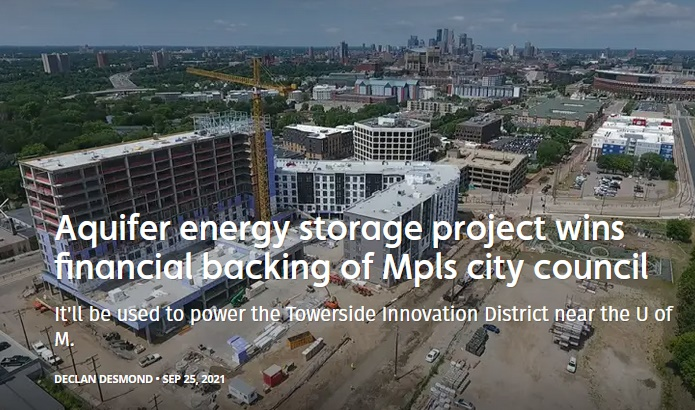 Aquifer energy storage project wins
financial backing of Mpls city council
It'll be used to power the Towerside Innovation District near the U of
M.
DECLAN DESMOND • SEP 25, 2021